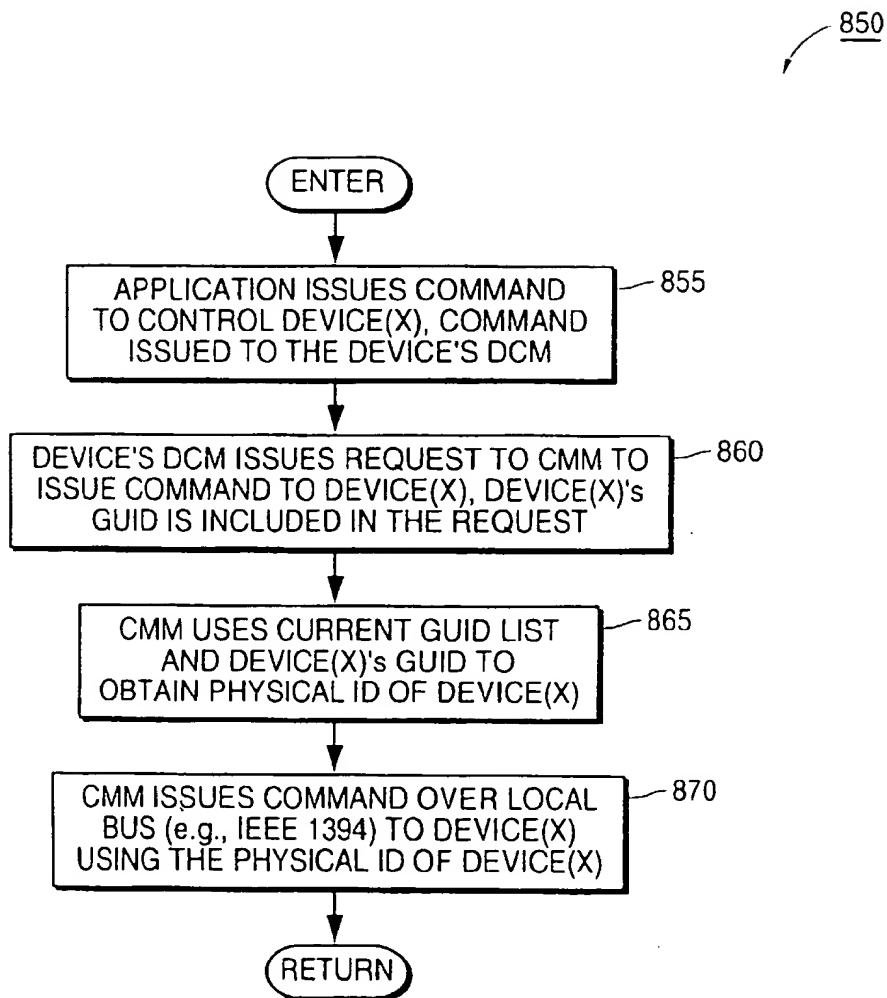 850
ENTER
APPLICATION ISSUES COMMAND
TO CONTROL DEVICE(X), COMMAND
ISSUED TO THE DEVICE'S DCM
855
DEVICE'S DCM ISSUES REQUEST TO CMM TO
ISSUE COMMAND TO DEVICE(X), DEVICE(X)'s
GUID IS INCLUDED IN THE REQUEST
860
CMM USES CURRENT GUID LIST
AND DEVICE(X)'s GUID TO
OBTAIN PHYSICAL ID OF DEVICE(X)
865
CMM ISSUES COMMAND OVER LOCAL
BUS (e.g., IEEE 1394) TO DEVICE(X)
USING THE PHYSICAL ID OF DEVICE(X)
870
RETURN